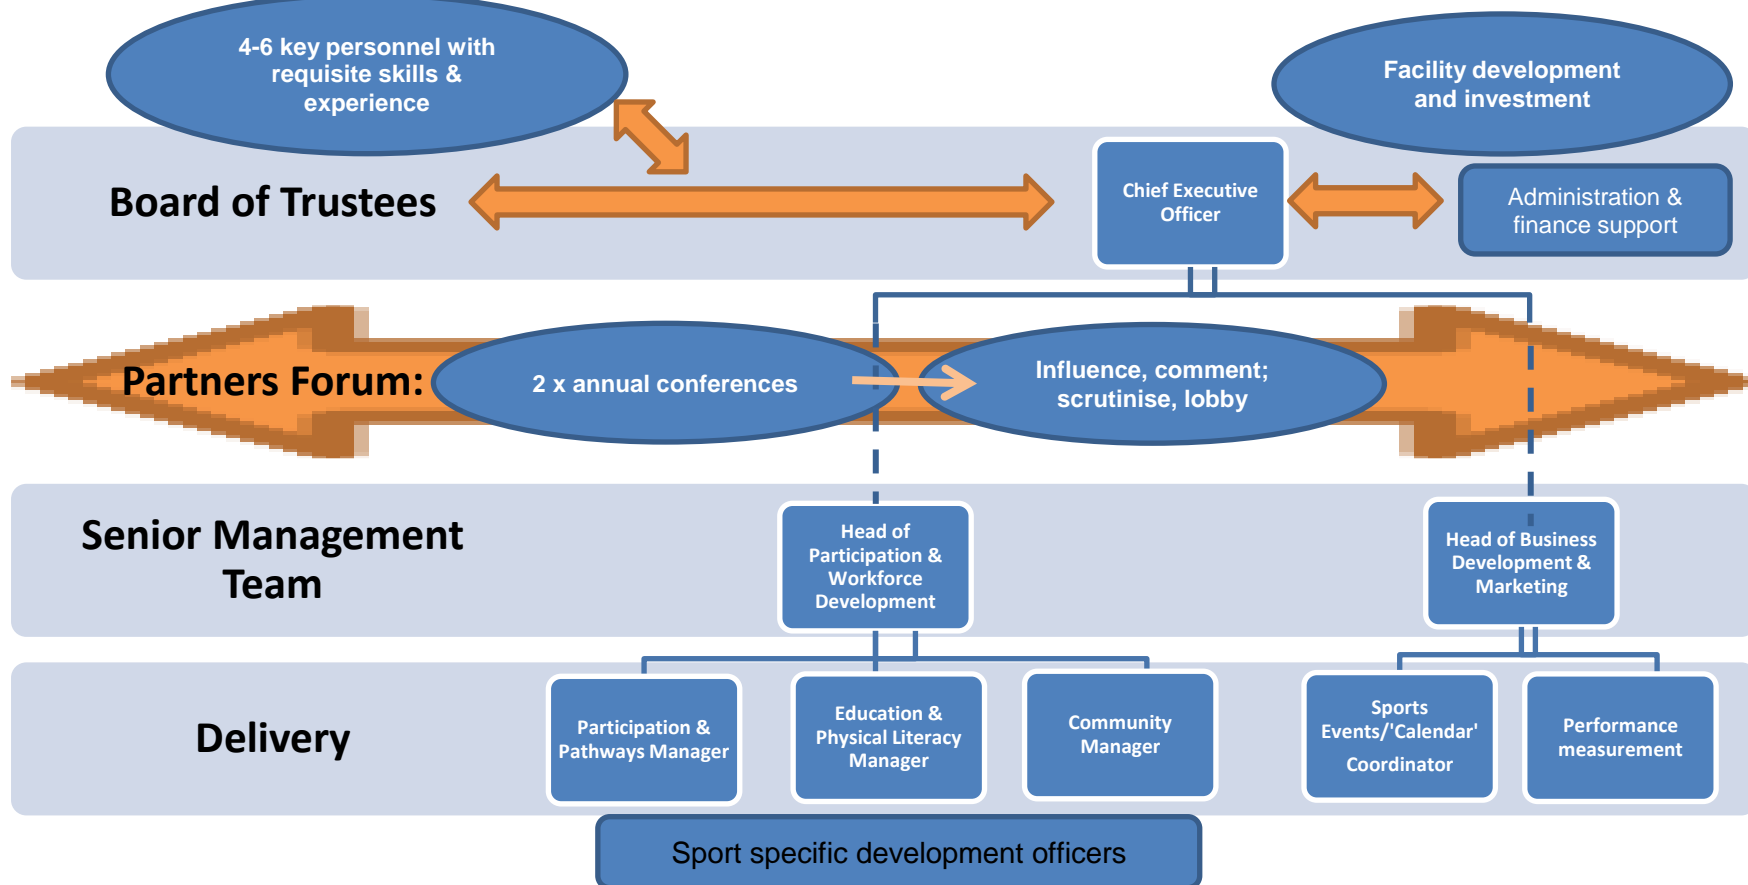 4-6 key personnel with
requisite skills &
experience
Facility development
and investment
Board of Trustees
Chief Executive
Officer
Administration &
finance support
Partners Forum:
2 x annual conferences
Influence, comment;
scrutinise, lobby
Senior Management
Team
Head of
Participation &
Workforce
Development
Head of Business
Development &
Marketing
Delivery
Participation &
Pathways Manager
Education &
Physical Literacy
Manager
Community
Manager
Sports
Events/'Calendar'
Coordinator
Performance
measurement
Sport specific development officers